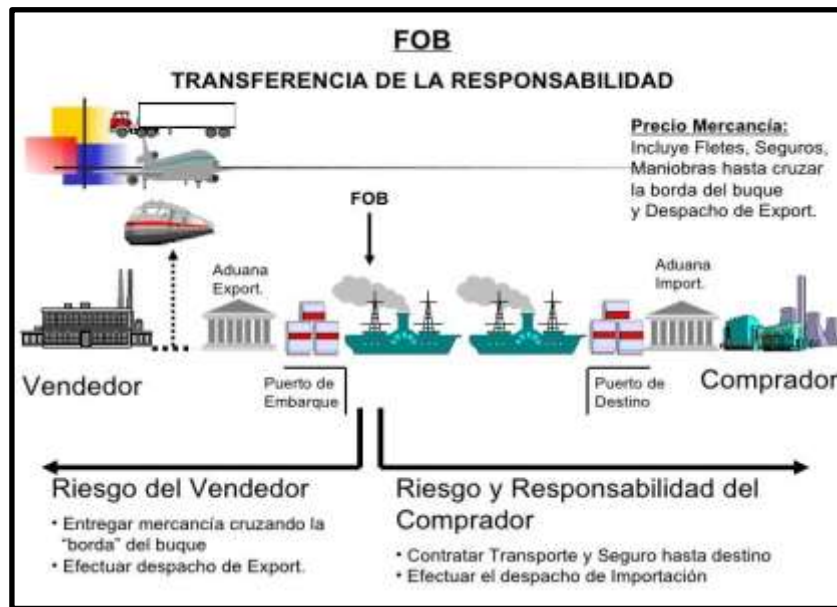 FOB
TRANSFERENCIA DE LA RESPONSABILIDAD
Precio Mercancía:
Incluye Fletes, Seguros,
Maniobras hasta cruzar
la borda del buque
y Despacho de Export.
FOB
Aduana
Export.
Aduana
Import.
Vendedor
Puerto de
Embarque
Puerto de
Destino
Comprador
Riesgo del Vendedor
• Entregar mercancía cruzando la
"borda" del buque
• Efectuar despacho de Export.
Riesgo y Responsabilidad del
Comprador
• Contratar Transporte y Seguro hasta destino
• Efectuar el despacho de Importación